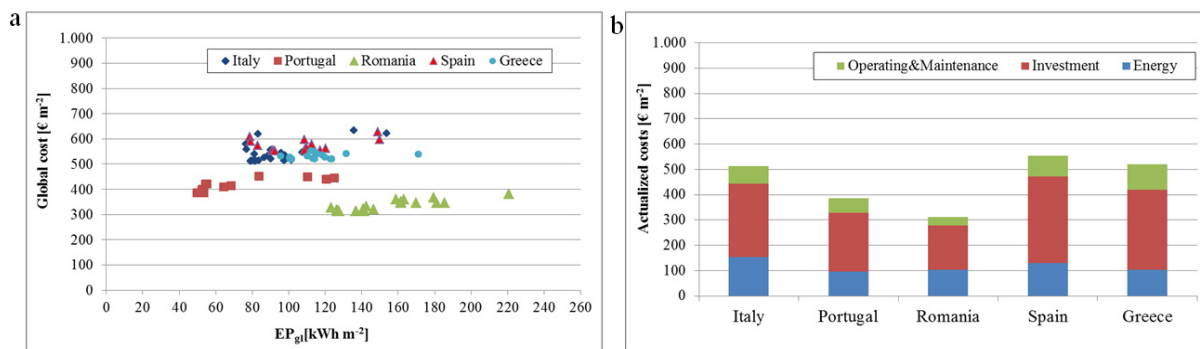 a
1.000
900
800
700
600
500
400
300
200
100
0
Global cost [€ m-2]
Italy Portugal Romania Spain Greece
0 20 40 60 80 100 120 140 160 180 200 220 240 260
EPgl[kWh m-2]
b
1.000
900
800
700
600
500
400
300
200
100
0
Actualized costs [€ m-2]
Operating&Maintenance Investment Energy
Italy Portugal Romania Spain Greece